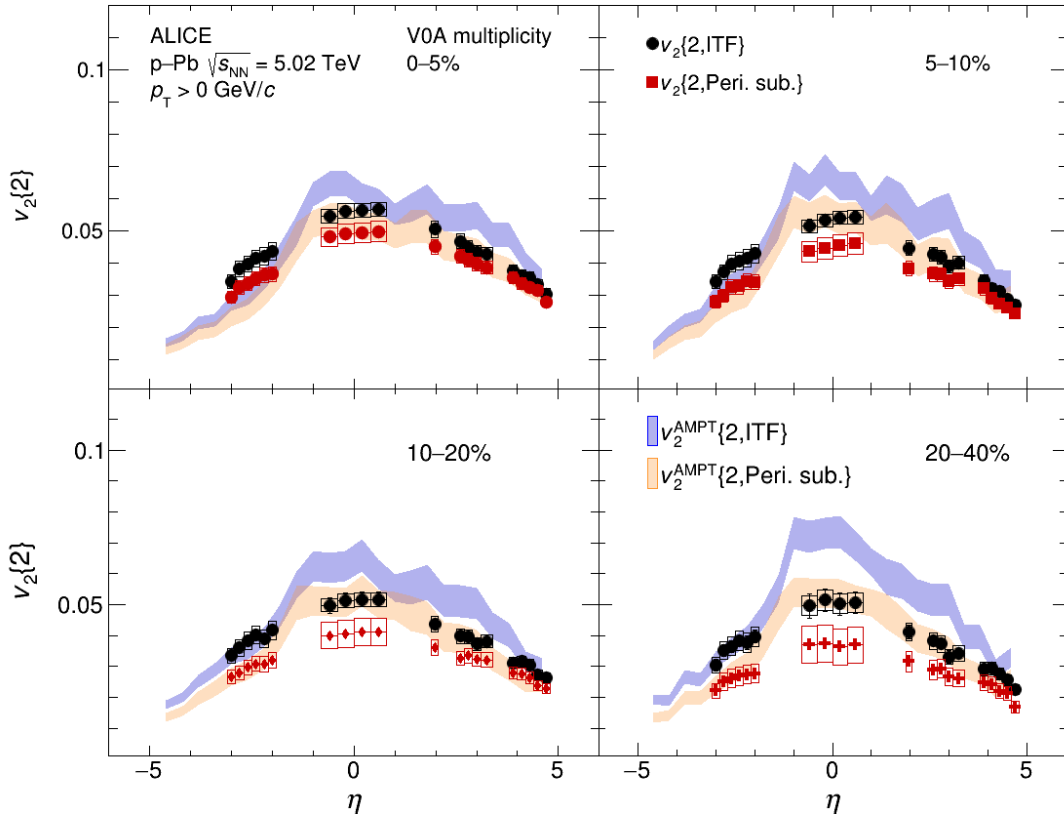 ALICE
p–Pb √sNN = 5.02 TeV
pT > 0 GeV/c
V0A multiplicity
0–5%
v2{2,ITF}
v2{2,Peri. sub.}
5–10%
0.1
0.05
v2{2}
10–20%
v2AMPT{2,ITF}
v2AMPT{2,Peri. sub.}
20–40%
0.1
0.05
v2{2}
−5 0 5
−5 0 5
η
η